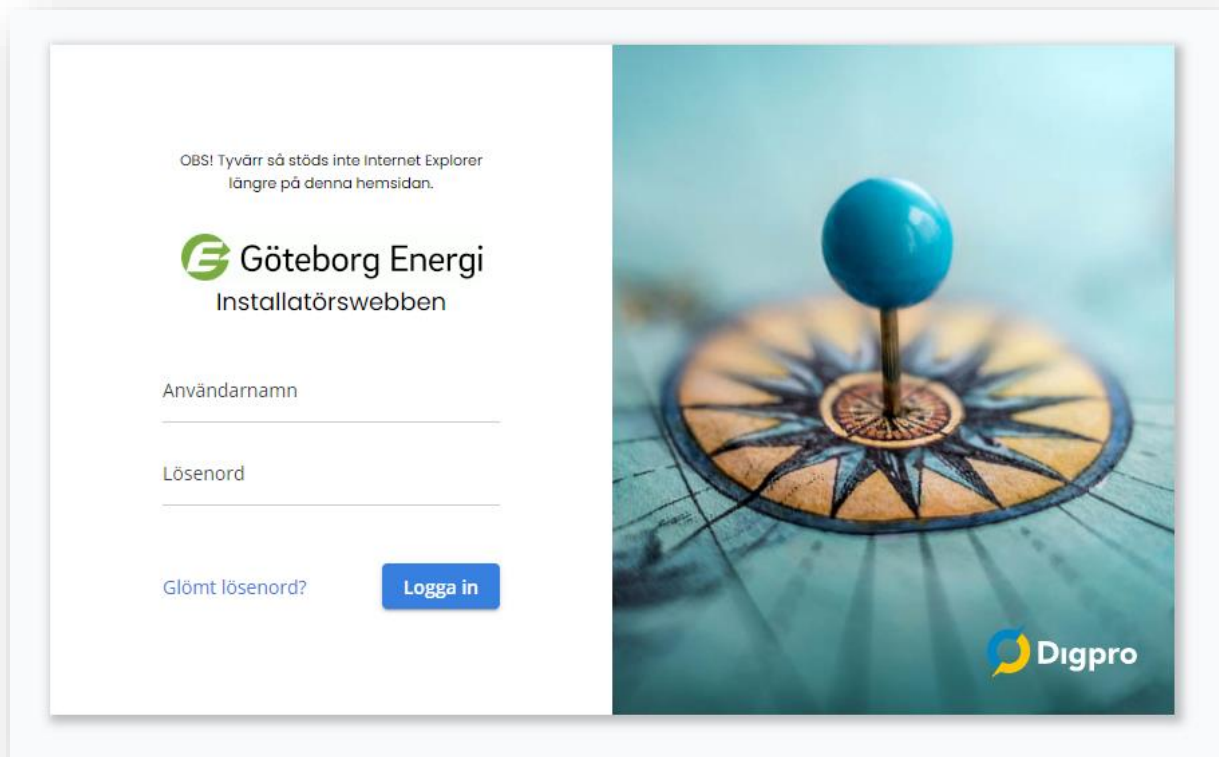 OBS! Tyvärr så stöds inte Internet Explorer
längre på denna hemsidan.
Göteborg Energi
Installatörswebben
Användarnamn
Lösenord
Glömt lösenord?
Logga in
Digpro